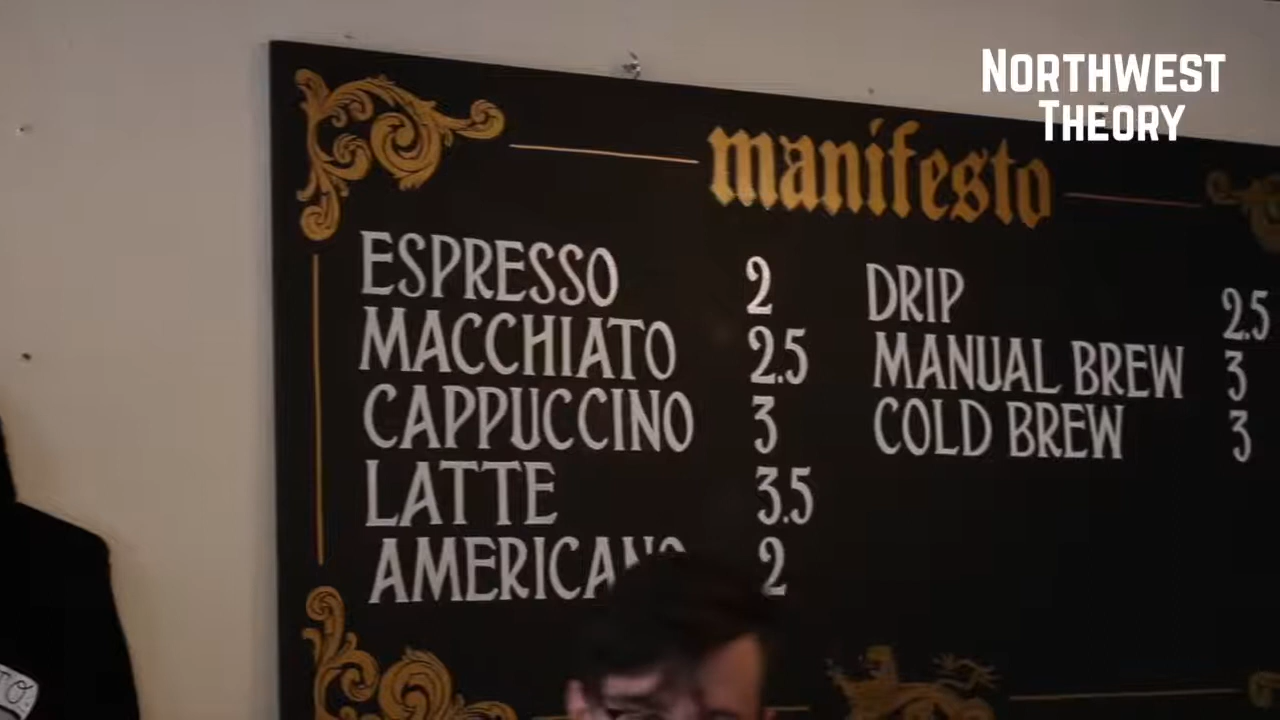 NORTHWEST
THEORY
manifesto
ESPRESSO 2
MACCHIATO 2.5
CAPPUCCINO 3
LATTE 3.5
AMERICANO 2
DRIP 2.5
MANUAL BREW 3
COLD BREW 3